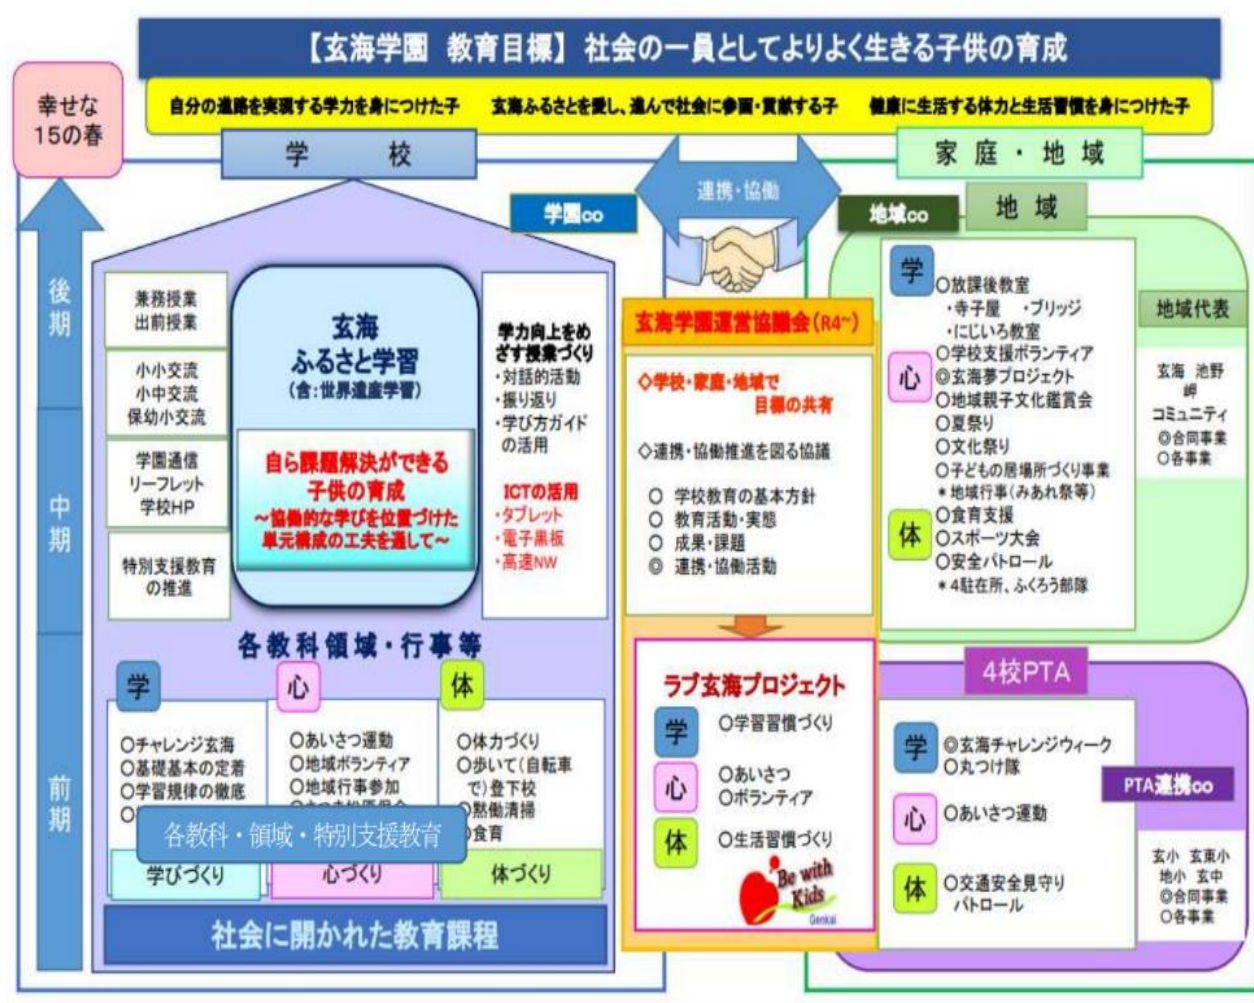 【玄海学園 教育目標】 社会の一員としてよりよく生きる子供の育成
幸せな
15の春
自分の進路を実現する学力を身につけた子 玄海ふるさとを愛し、進んで社会に参画・貢献する子 健康に生活する体力と生活習慣を身につけた子
学 校
後期
中期
前期
兼務授業
出前授業
小小交流
小中交流
保幼小交流
学園通信
リーフレット
学校HP
特別支援教育
の推進
玄海
ふるさと学習
(含:世界遺産学習)
自ら課題解決ができる
子供の育成
～協働的な学びを位置づけた
単元構成の工夫を通して～
学力向上をめ
ざす授業づくり
・対話的活動
・振り返り
・学び方ガイド
の活用
ICTの活用
・タブレット
・電子黒板
・高速NW
各教科領域・行事等
学
○チャレンジ玄海
○基礎基本の定着
○学習規律の徹底
心
○あいさつ運動
○地域ボランティア
○地域行事参加
体
○体力づくり
○歩いて(自転車
で)登下校
○黙働清掃
○食育
各教科・領域・特別支援教育
学びづくり
心づくり
体づくり
社会に開かれた教育課程
学園co
連携・協働
地域co
玄海学園運営協議会(R4~)
◇学校・家庭・地域で
目標の共有
◇連携・協働推進を図る協議
○ 学校教育の基本方針
○ 教育活動・実態
○ 成果・課題
◎ 連携・協働活動
ラブ玄海プロジェクト
学
○学習習慣づくり
心
○あいさつ
○ボランティア
体
○生活習慣づくり
Be with
Kids
Genkai
家 庭 ・ 地 域
地 域
学
○放課後教室
・寺子屋 ・ブリッジ
・にじいろ教室
○学校支援ボランティア
心
◎玄海夢プロジェクト
○地域親子文化鑑賞会
○夏祭り
○文化祭り
○子どもの居場所づくり事業
＊地域行事(みあれ祭等)
体
○食育支援
○スポーツ大会
○安全パトロール
＊4駐在所、ふくろう部隊
地域代表
玄海 池野
岬
コミュニティ
◎合同事業
○各事業
4校PTA
学
◎玄海チャレンジウィーク
○丸つけ隊
心
○あいさつ運動
体
○交通安全見守り
パトロール
PTA連携co
玄小 玄東小
地小 玄中
◎合同事業
○各事業